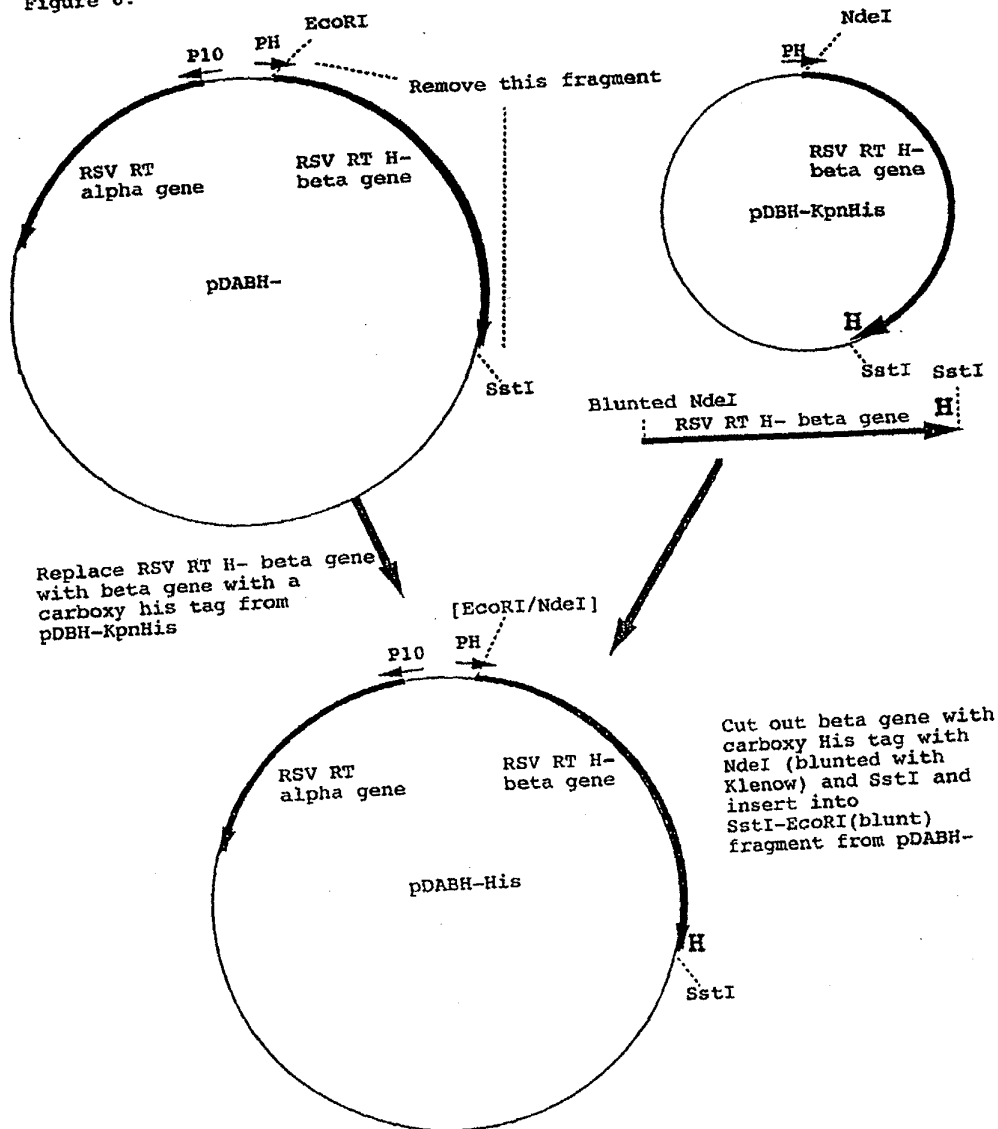 Figure 6.
EcoRI
P10
PH
Remove this fragment
RSV RT
alpha gene
RSV RT H-
beta gene
pDABH-
SstI
NdeI
PH
RSV RT H-
beta gene
pDBH-KpnHis
H
SstI
SstI
Blunted NdeI
RSV RT H- beta gene
H
Replace RSV RT H- beta gene
with beta gene with a
carboxy his tag from
pDBH-KpnHis
[EcoRI/NdeI]
P10
PH
RSV RT
alpha gene
RSV RT H-
beta gene
pDABH-His
H
SstI
Cut out beta gene with
carboxy His tag with
NdeI (blunted with
Klenow) and SstI and
insert into
SstI-EcoRI(blunt)
fragment from pDABH-